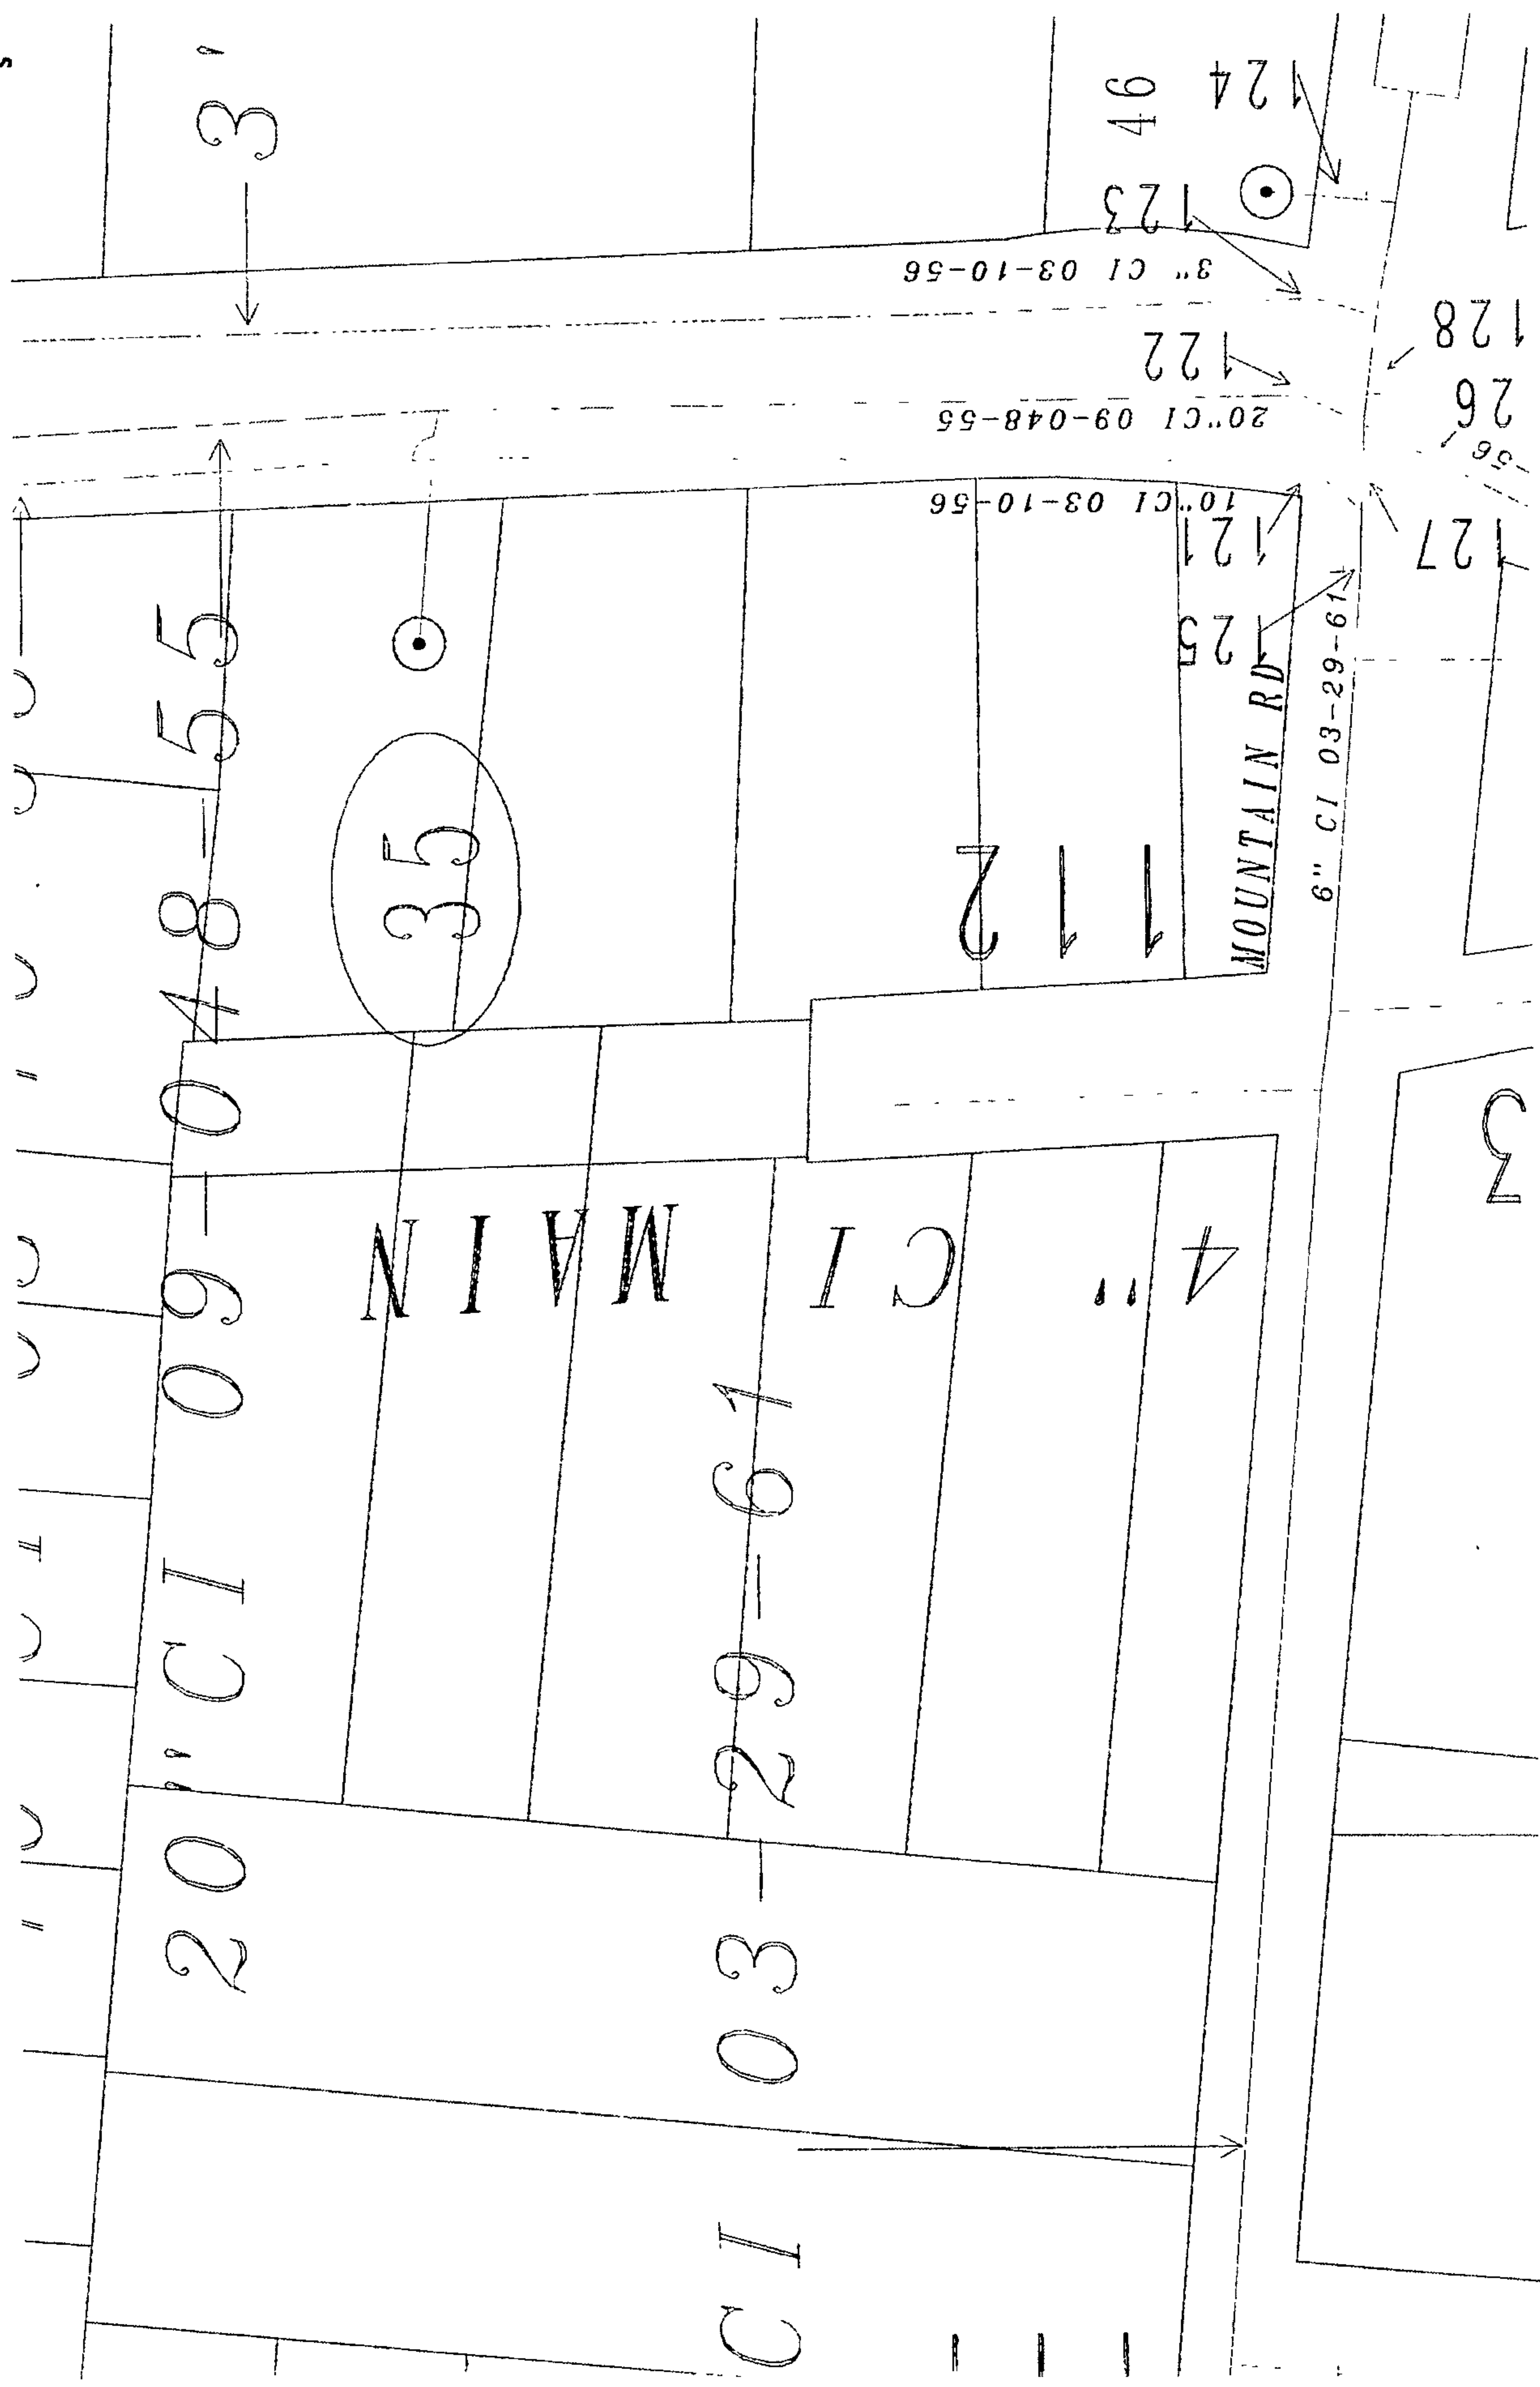 3'
46
124
123
3" CI 03-10-56
128
122
26
20"CI 09-048-55
-56
10"CI 03-10-56
121
127
125
MOUNTAIN RD
6" CI 03-29-61
35
112
20"CI 09-048-55
3
4" CI MAIN
CI 03-29-61